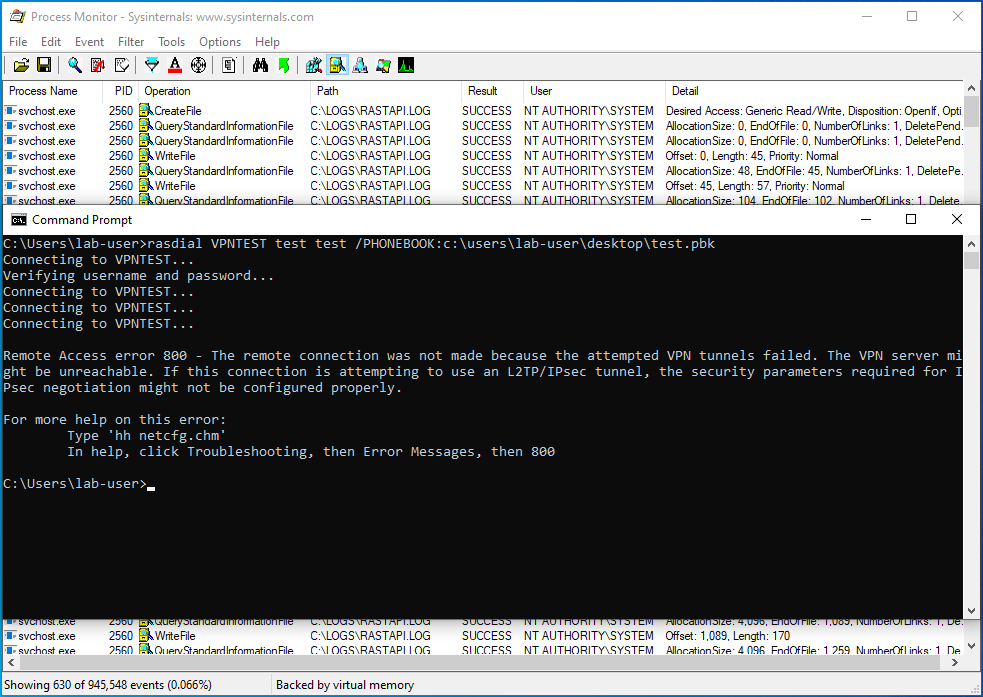 Process Monitor - Sysinternals: www.sysinternals.com
File Edit Event Filter Tools Options Help
Process Name PID Operation Path Result User Detail
svchost.exe 2560 CreateFile C:\LOGS\RASTAPI.LOG SUCCESS NT AUTHORITY\SYSTEM Desired Access: Generic Read/Write, Disposition: OpenIf, Opti
svchost.exe 2560 QueryStandardInformationFile C:\LOGS\RASTAPI.LOG SUCCESS NT AUTHORITY\SYSTEM AllocationSize: 0, EndOfFile: 0, NumberOfLinks: 1, DeletePend.
svchost.exe 2560 QueryStandardInformationFile C:\LOGS\RASTAPI.LOG SUCCESS NT AUTHORITY\SYSTEM AllocationSize: 0, EndOfFile: 0, NumberOfLinks: 1, DeletePend.
svchost.exe 2560 WriteFile C:\LOGS\RASTAPI.LOG SUCCESS NT AUTHORITY\SYSTEM Offset: 0, Length: 45, Priority: Normal
svchost.exe 2560 QueryStandardInformationFile C:\LOGS\RASTAPI.LOG SUCCESS NT AUTHORITY\SYSTEM AllocationSize: 48, EndOfFile: 45, NumberOfLinks: 1, DeletePe.
svchost.exe 2560 WriteFile C:\LOGS\RASTAPI.LOG SUCCESS NT AUTHORITY\SYSTEM Offset: 45, Length: 57, Priority: Normal
svchost.exe 2560 QueryStandardInformationFile C:\LOGS\RASTAPI.LOG SUCCESS NT AUTHORITY\SYSTEM AllocationSize: 104, EndOfFile: 102, NumberOfLinks: 1, Delete.
Command Prompt
C:\Users\lab-user>rasdial VPNTEST test test /PHONEBOOK:c:\users\lab-user\desktop\test.pbk
Connecting to VPNTEST...
Verifying username and password...
Connecting to VPNTEST...
Connecting to VPNTEST...
Connecting to VPNTEST...
Remote Access error 800 - The remote connection was not made because the attempted VPN tunnels failed. The VPN server mi
ght be unreachable. If this connection is attempting to use an L2TP/IPsec tunnel, the security parameters required for I
Psec negotiation might not be configured properly.
For more help on this error:
Type 'hh netcfg.chm'
In help, click Troubleshooting, then Error Messages, then 800
C:\Users\lab-user>
svchost.exe 2560 QueryStandardInformationFile C:\LOGS\RASTAPI.LOG SUCCESS NT AUTHORITY\SYSTEM AllocationSize: 4,096, EndOfFile: 1,089, NumberOfLinks: 1, De.
svchost.exe 2560 WriteFile C:\LOGS\RASTAPI.LOG SUCCESS NT AUTHORITY\SYSTEM Offset: 1,089, Length: 170
svchost.exe 2560 QueryStandardInformationFile C:\LOGS\RASTAPI.LOG SUCCESS NT AUTHORITY\SYSTEM AllocationSize: 4,096, EndOfFile: 1,259, NumberOfLinks: 1, De
Showing 630 of 945,548 events (0.066%) Backed by virtual memory